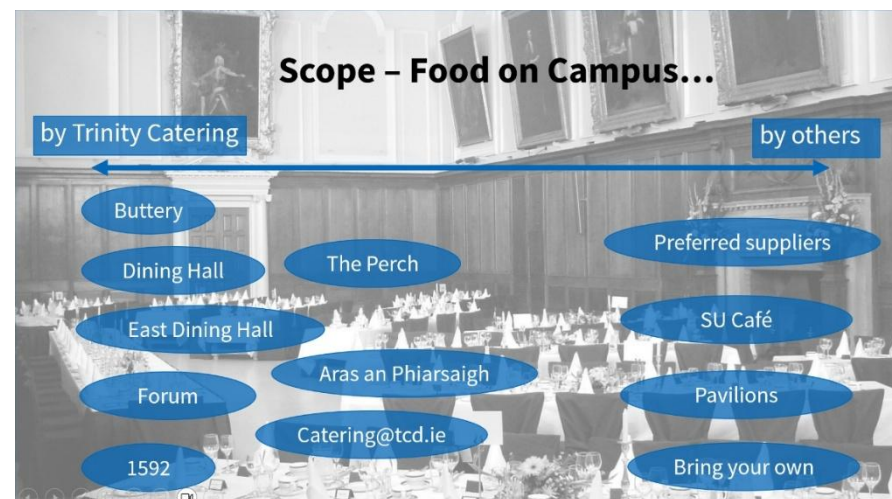 Scope – Food on Campus...
by Trinity Catering
by others
Buttery
Dining Hall
East Dining Hall
Forum
1592
The Perch
Aras an Phiarsaigh
Catering@tcd.ie
Preferred suppliers
SU Café
Pavilions
Bring your own